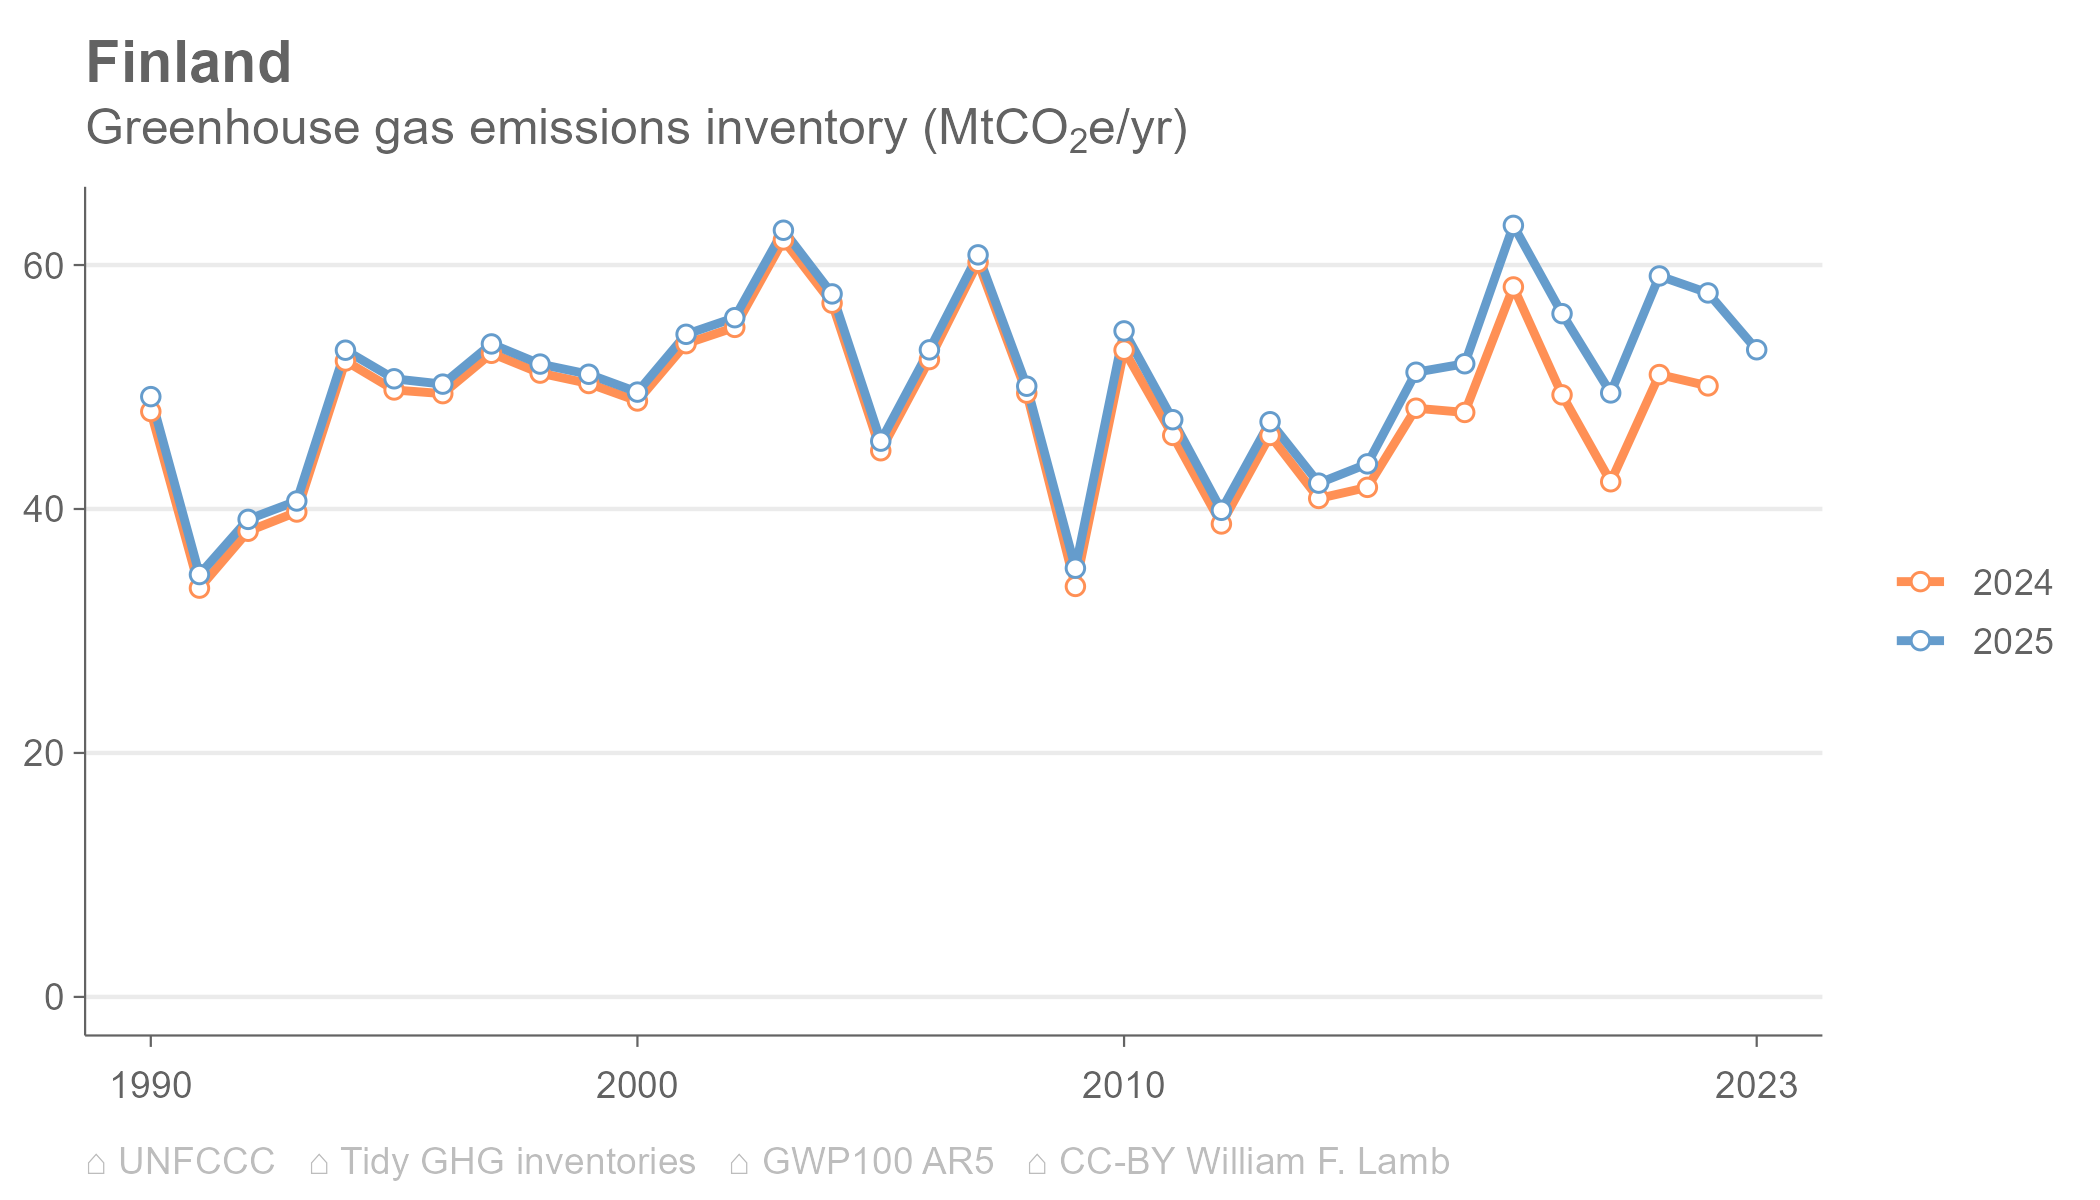 Finland
Greenhouse gas emissions inventory (MtCO₂e/yr)
60
40
20
0
1990 2000 2010 2023
2024
2025
⌂ UNFCCC ⌂ Tidy GHG inventories ⌂ GWP100 AR5 ⌂ CC-BY William F. Lamb